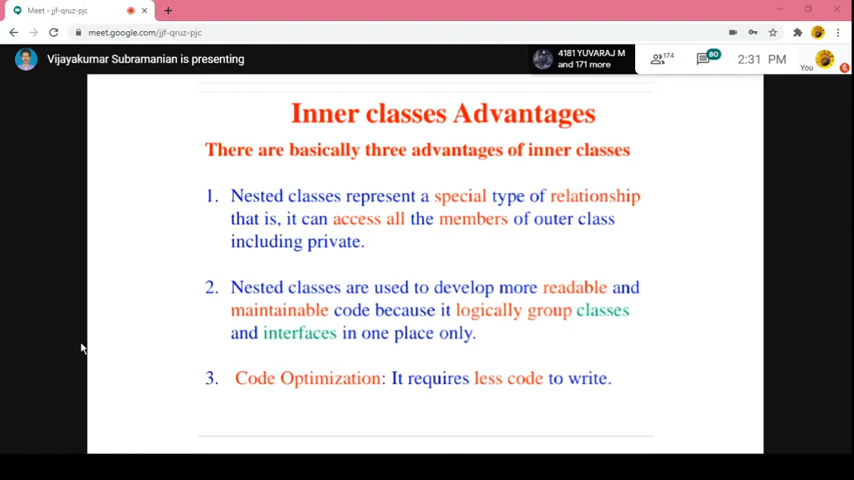 Meet - jjf-qruz-pjc
meet.google.com/jjf-qruz-pjc
Vijayakumar Subramanian is presenting
4181 YUVARAJ M
and 171 more
174
80
2:31 PM
You
Inner classes Advantages
There are basically three advantages of inner classes
1. Nested classes represent a special type of relationship
that is, it can access all the members of outer class
including private.
2. Nested classes are used to develop more readable and
maintainable code because it logically group classes
and interfaces in one place only.
3. Code Optimization: It requires less code to write.